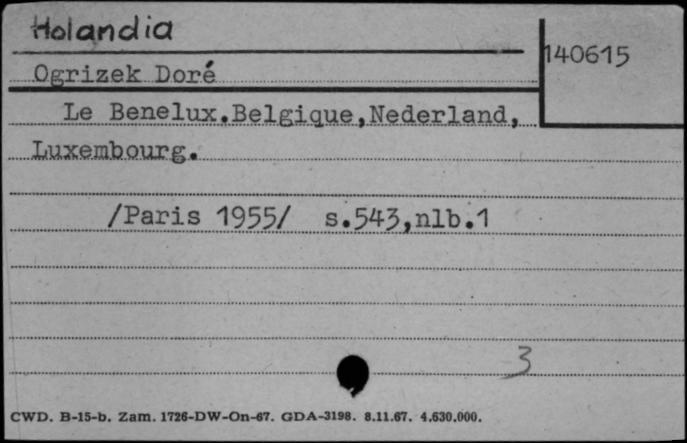 Holandia
140615
Ogrizek Doré
Le Benelux.Belgique,Nederland,
Luxembourg.
/Paris 1955/ s.543,nlb.1
3
CWD. B-15-b. Zam. 1726-DW-On-67. GDA-3198. 8.11.67. 4.630.000.